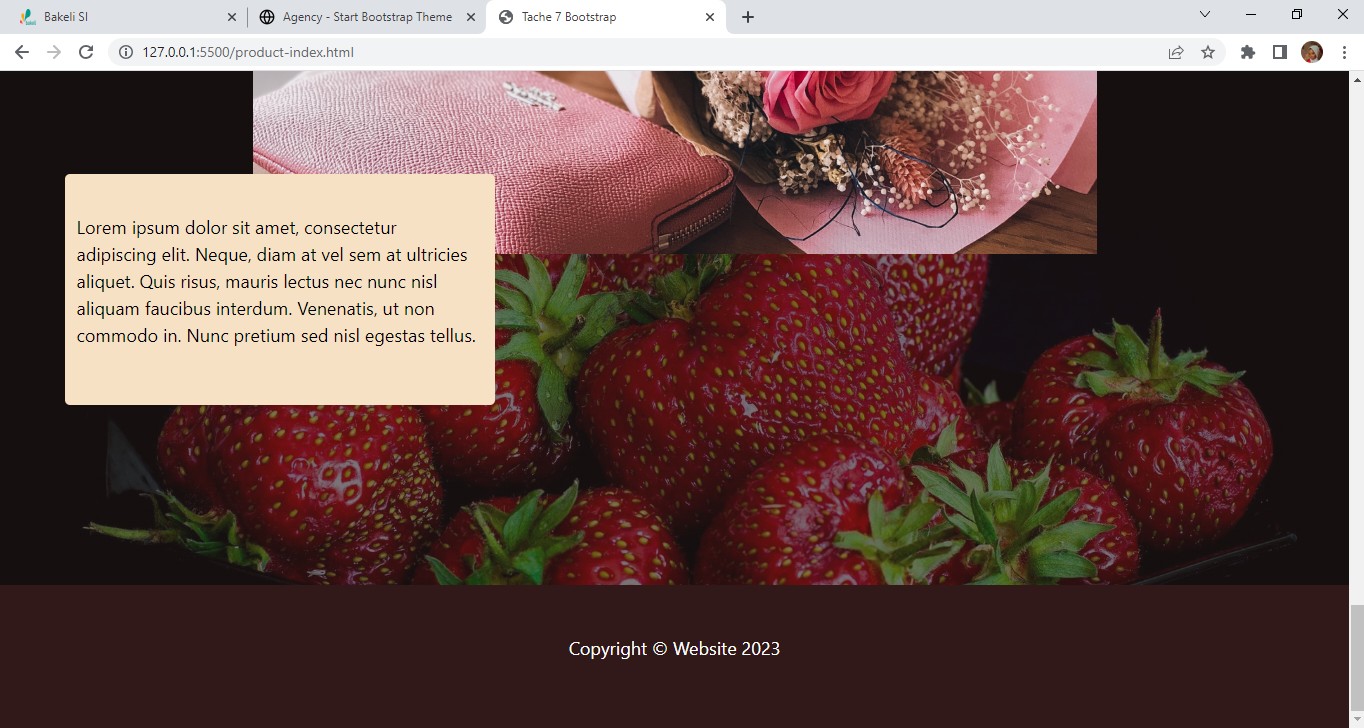 Bakeli SI
Agency - Start Bootstrap Theme
Tache 7 Bootstrap
127.0.0.1:5500/product-index.html
Lorem ipsum dolor sit amet, consectetur
adipiscing elit. Neque, diam at vel sem at ultricies
aliquet. Quis risus, mauris lectus nec nunc nisl
aliquam faucibus interdum. Venenatis, ut non
commodo in. Nunc pretium sed nisl egestas tellus.
Copyright © Website 2023